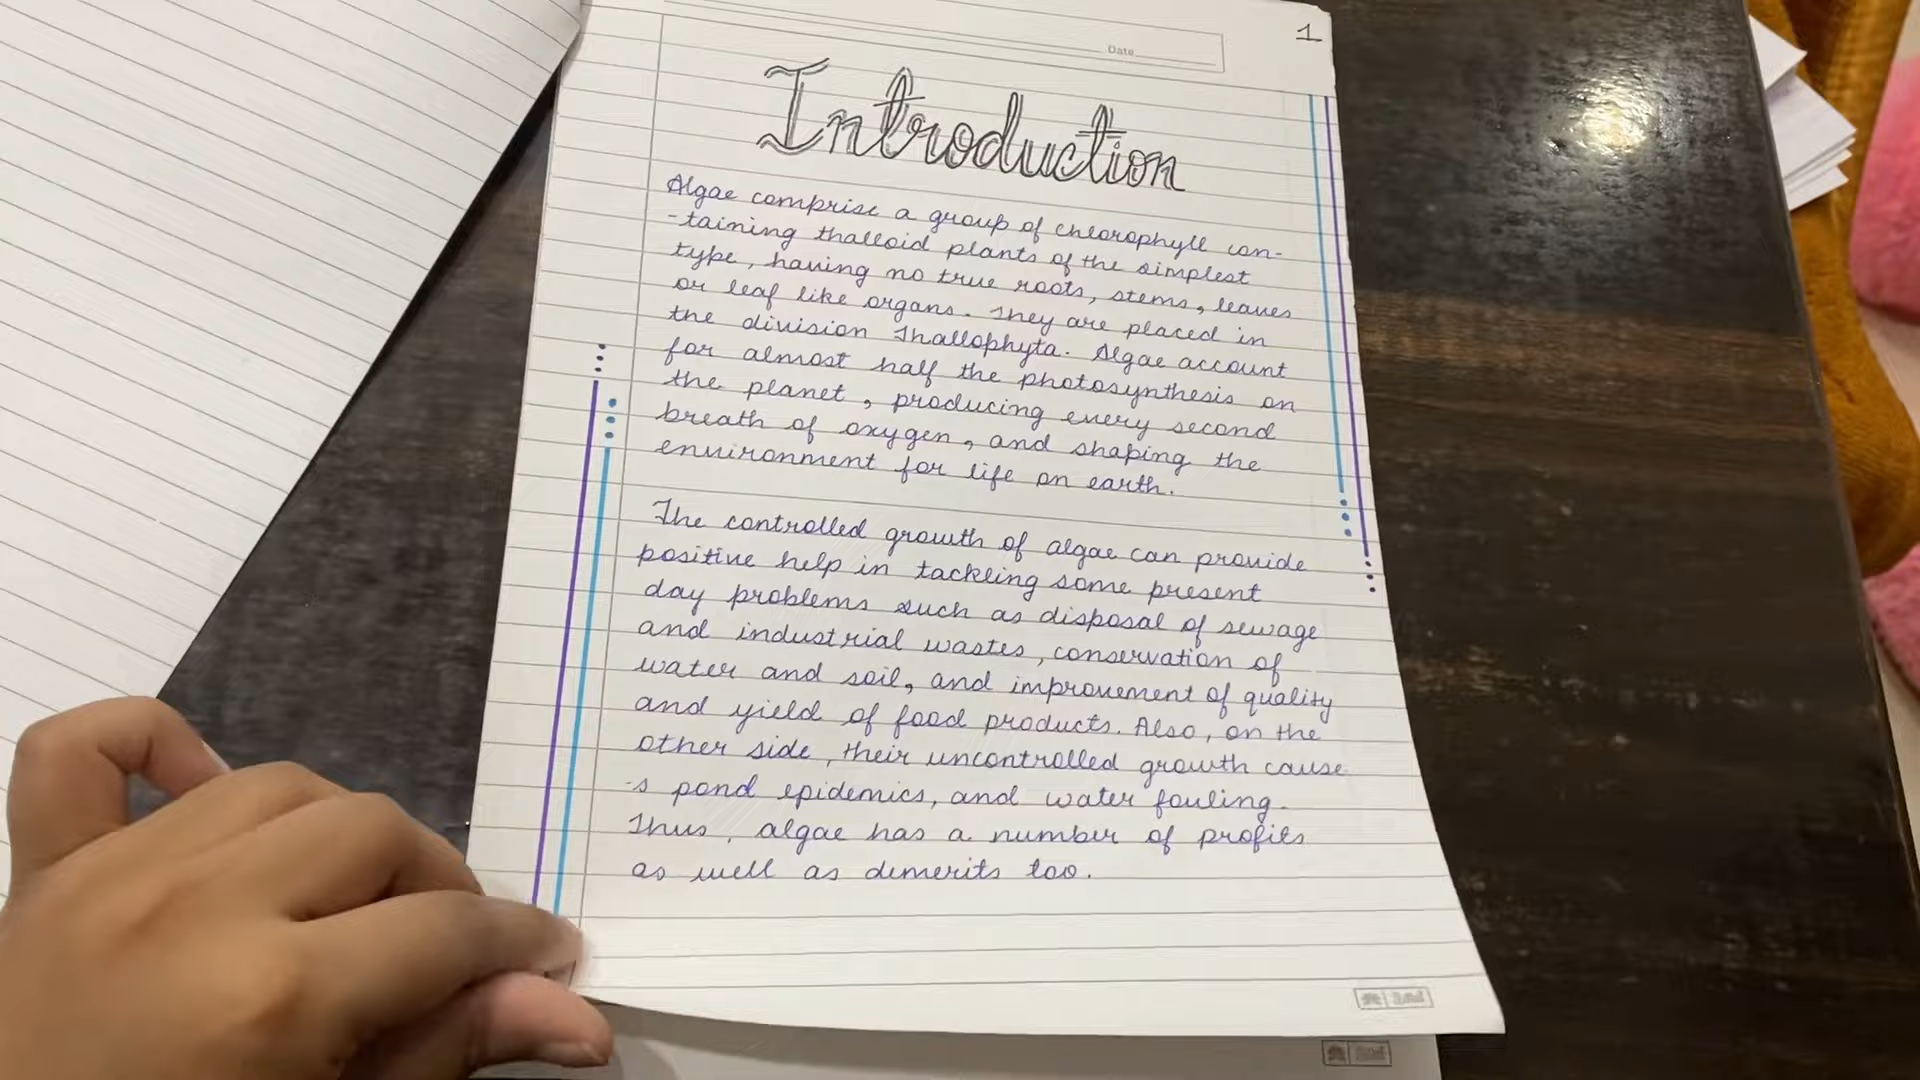 1
Date
Introduction
Algae comprise a group of chlorophyll con-
-taining thalloid plants of the simplest
type, having no true roots, stems, leaves
or leaf like organs. They are placed in
the division Thallophyta. Algae account
for almost half the photosynthesis on
the planet, producing every second
breath of oxygen, and shaping the
environment for life on earth.
The controlled growth of algae can provide
positive help in tackling some present
day problems such as disposal of sewage
and industrial wastes, conservation of
water and soil, and improvement of quality
and yield of food products. Also, on the
other side, their uncontrolled growth cause
-s pond epidemics, and water fouling.
Thus, algae has a number of profits
as well as demerits too.